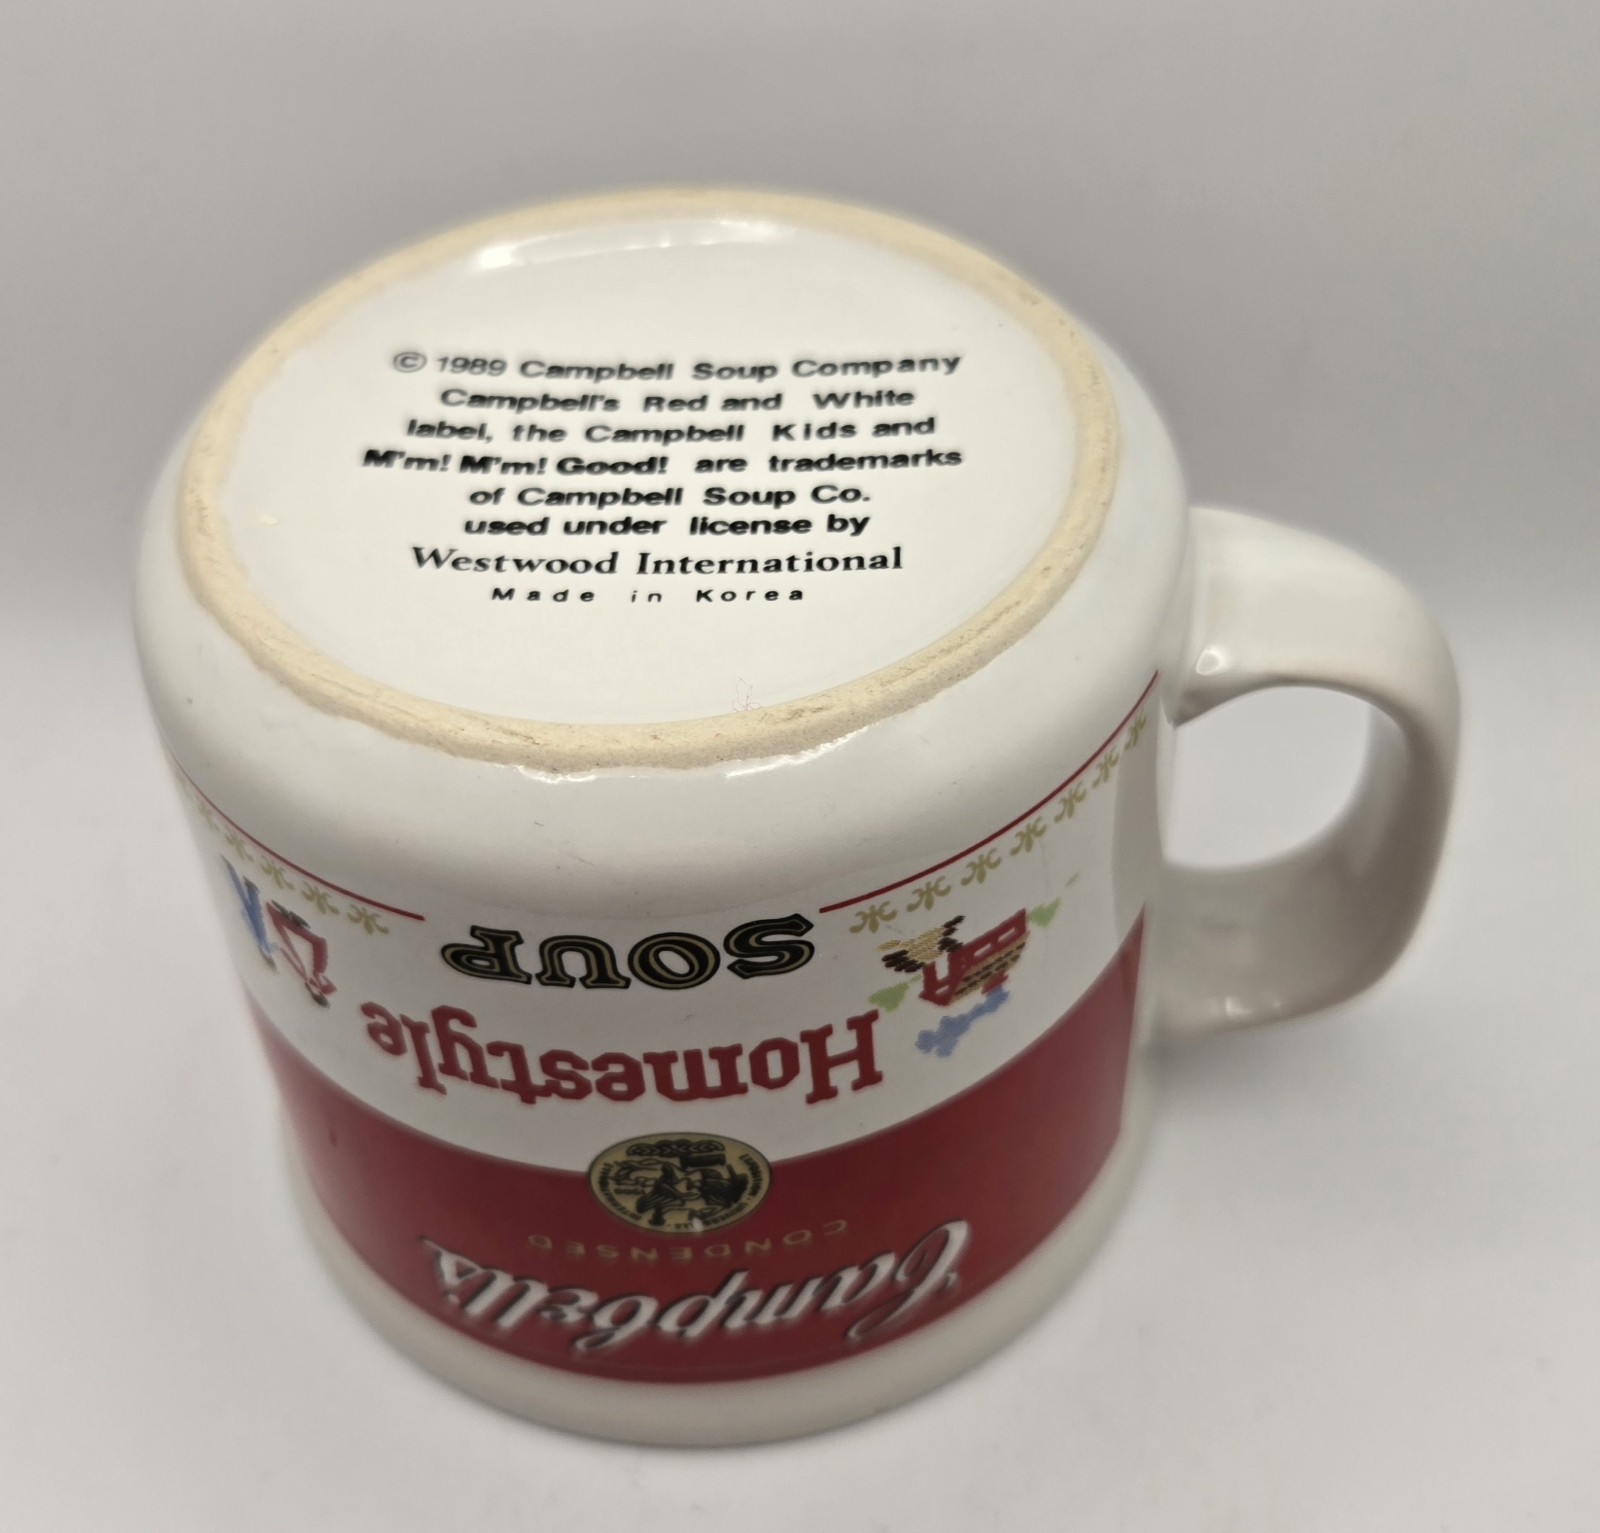 © 1989 Campbell Soup Company
Campbell's Red and White
label, the Campbell Kids and
M'm! M'm! Good! are trademarks
of Campbell Soup Co.
used under license by
Westwood International
Made in Korea
Campbell's
CONDENSED
Homestyle
SOUP